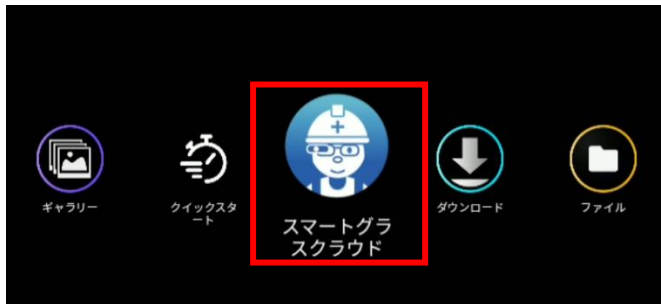 ギャラリー
クイックスタ
ート
スマートグラ
スクラウド
ダウンロード
ファイル